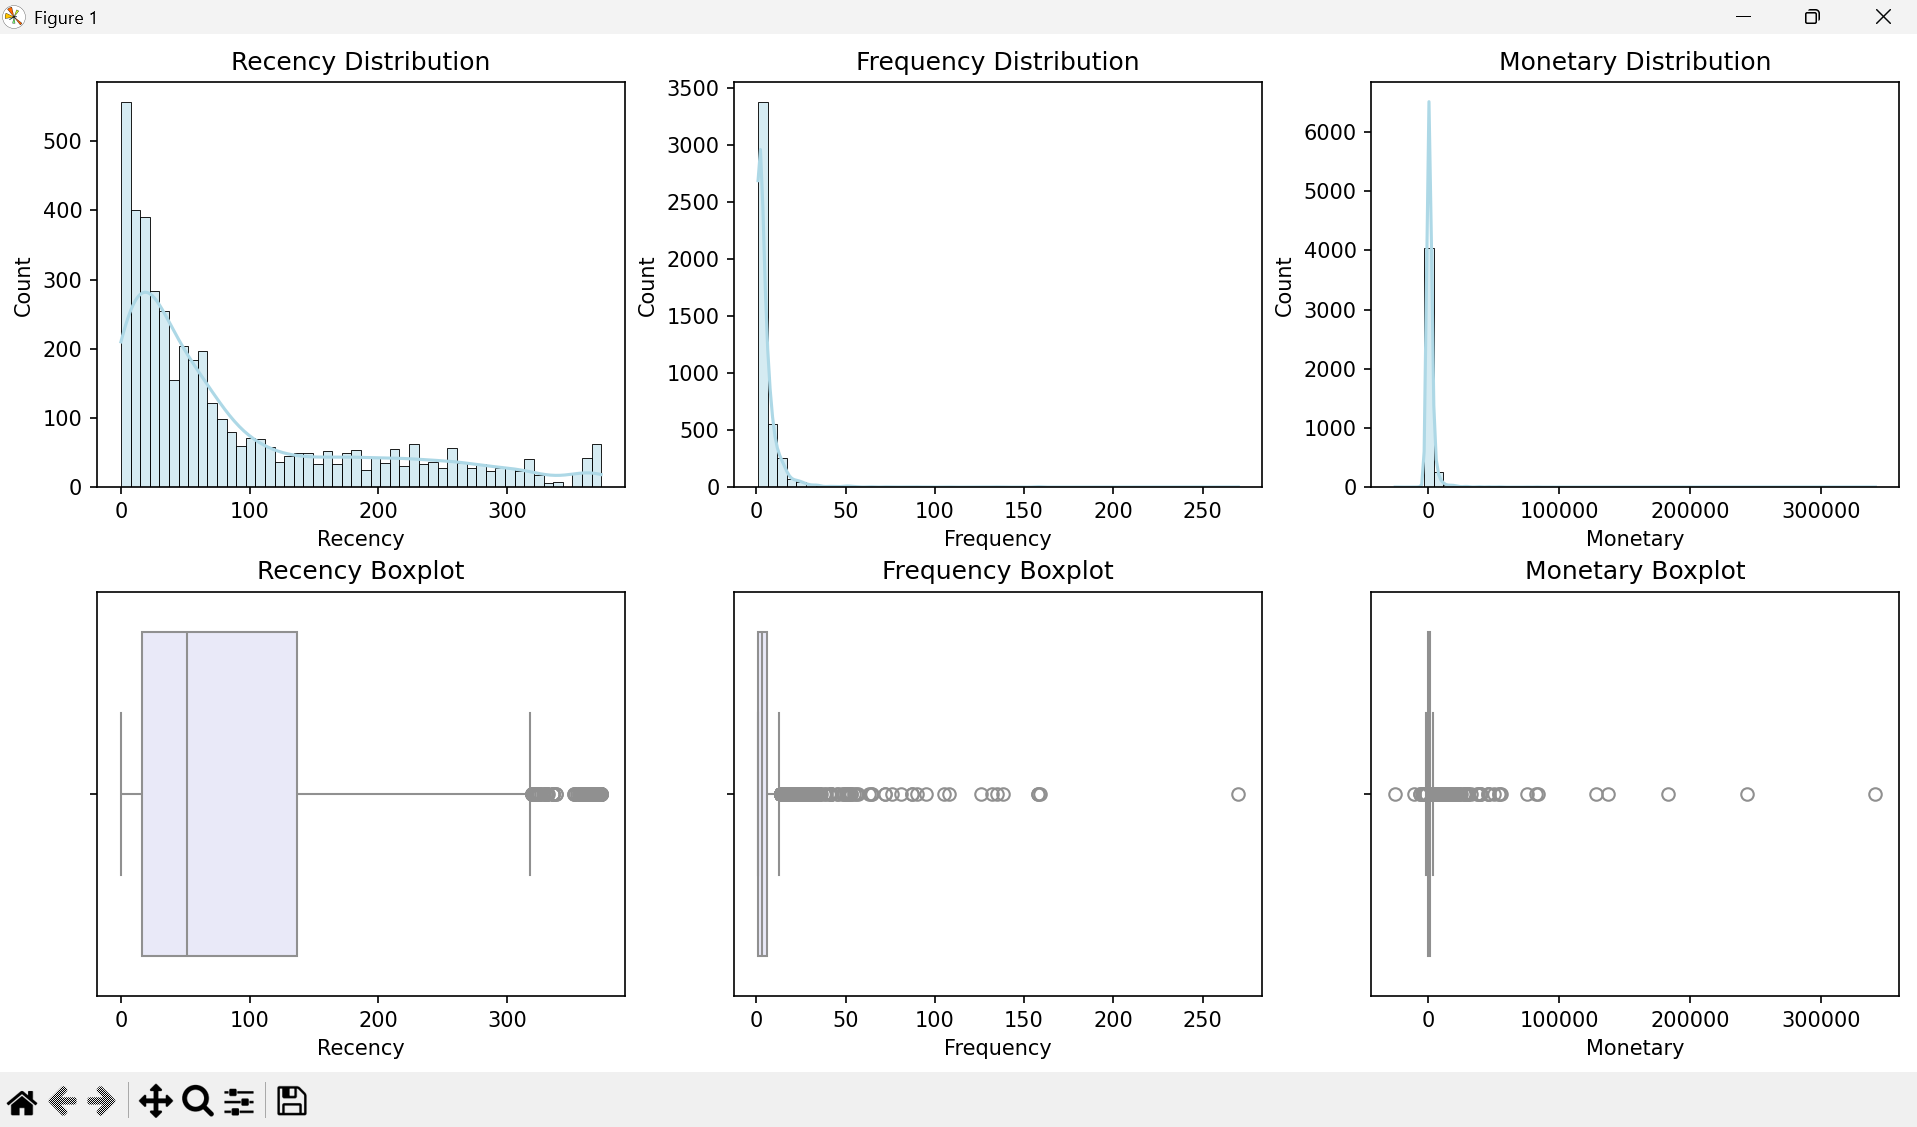 Figure 1
Recency Distribution
500
400
300
200
100
0
Count
0 100 200 300
Recency
Frequency Distribution
3500
3000
2500
2000
1500
1000
500
0
Count
0 50 100 150 200 250
Frequency
Monetary Distribution
6000
5000
4000
3000
2000
1000
0
Count
0 100000 200000 300000
Monetary
Recency Boxplot
0 100 200 300
Recency
Frequency Boxplot
0 50 100 150 200 250
Frequency
Monetary Boxplot
0 100000 200000 300000
Monetary